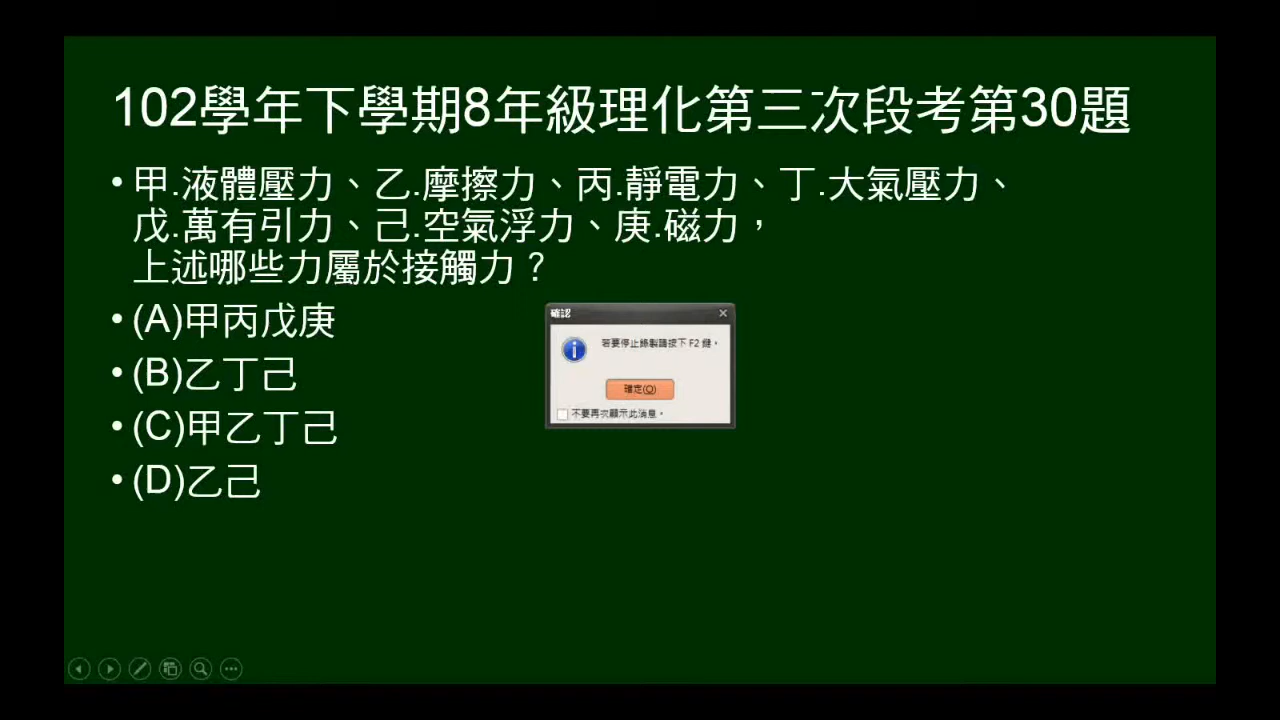 102學年下學期8年級理化第三次段考第30題
•甲.液體壓力、乙.摩擦力、丙.靜電力、丁.大氣壓力、
戊.萬有引力、己.空氣浮力、庚.磁力，
上述哪些力屬於接觸力？
•(A)甲丙戊庚
•(B)乙丁己
•(C)甲乙丁己
•(D)乙己
確認
若要停止錄製請按下 F2 鍵。
確定(O)
不要再次顯示此消息。